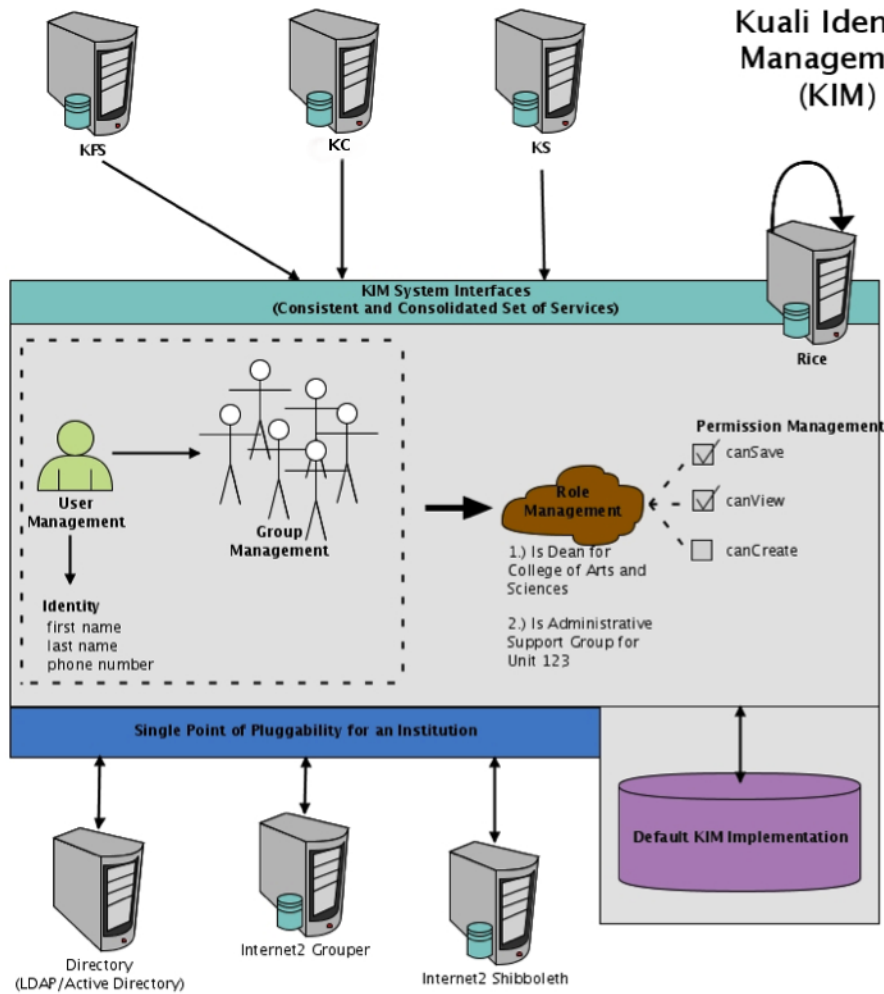 Kuali Iden
Managem
(KIM)
KFS
KC
KS
Rice
KIM System Interfaces
(Consistent and Consolidated Set of Services)
User
Management
Group
Management
Identity
first name
last name
phone number
Role
Management
1.) Is Dean for
College of Arts and
Sciences
2.) Is Administrative
Support Group for
Unit 123
Permission Management
canSave
canView
canCreate
Single Point of Pluggability for an Institution
Default KIM Implementation
Directory
(LDAP/Active Directory)
Internet2 Grouper
Internet2 Shibboleth